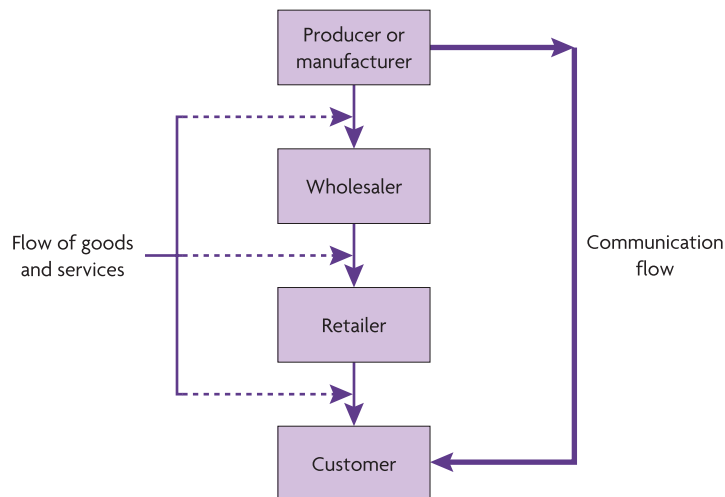 Producer or
manufacturer
Wholesaler
Flow of goods
and services
Communication
flow
Retailer
Customer